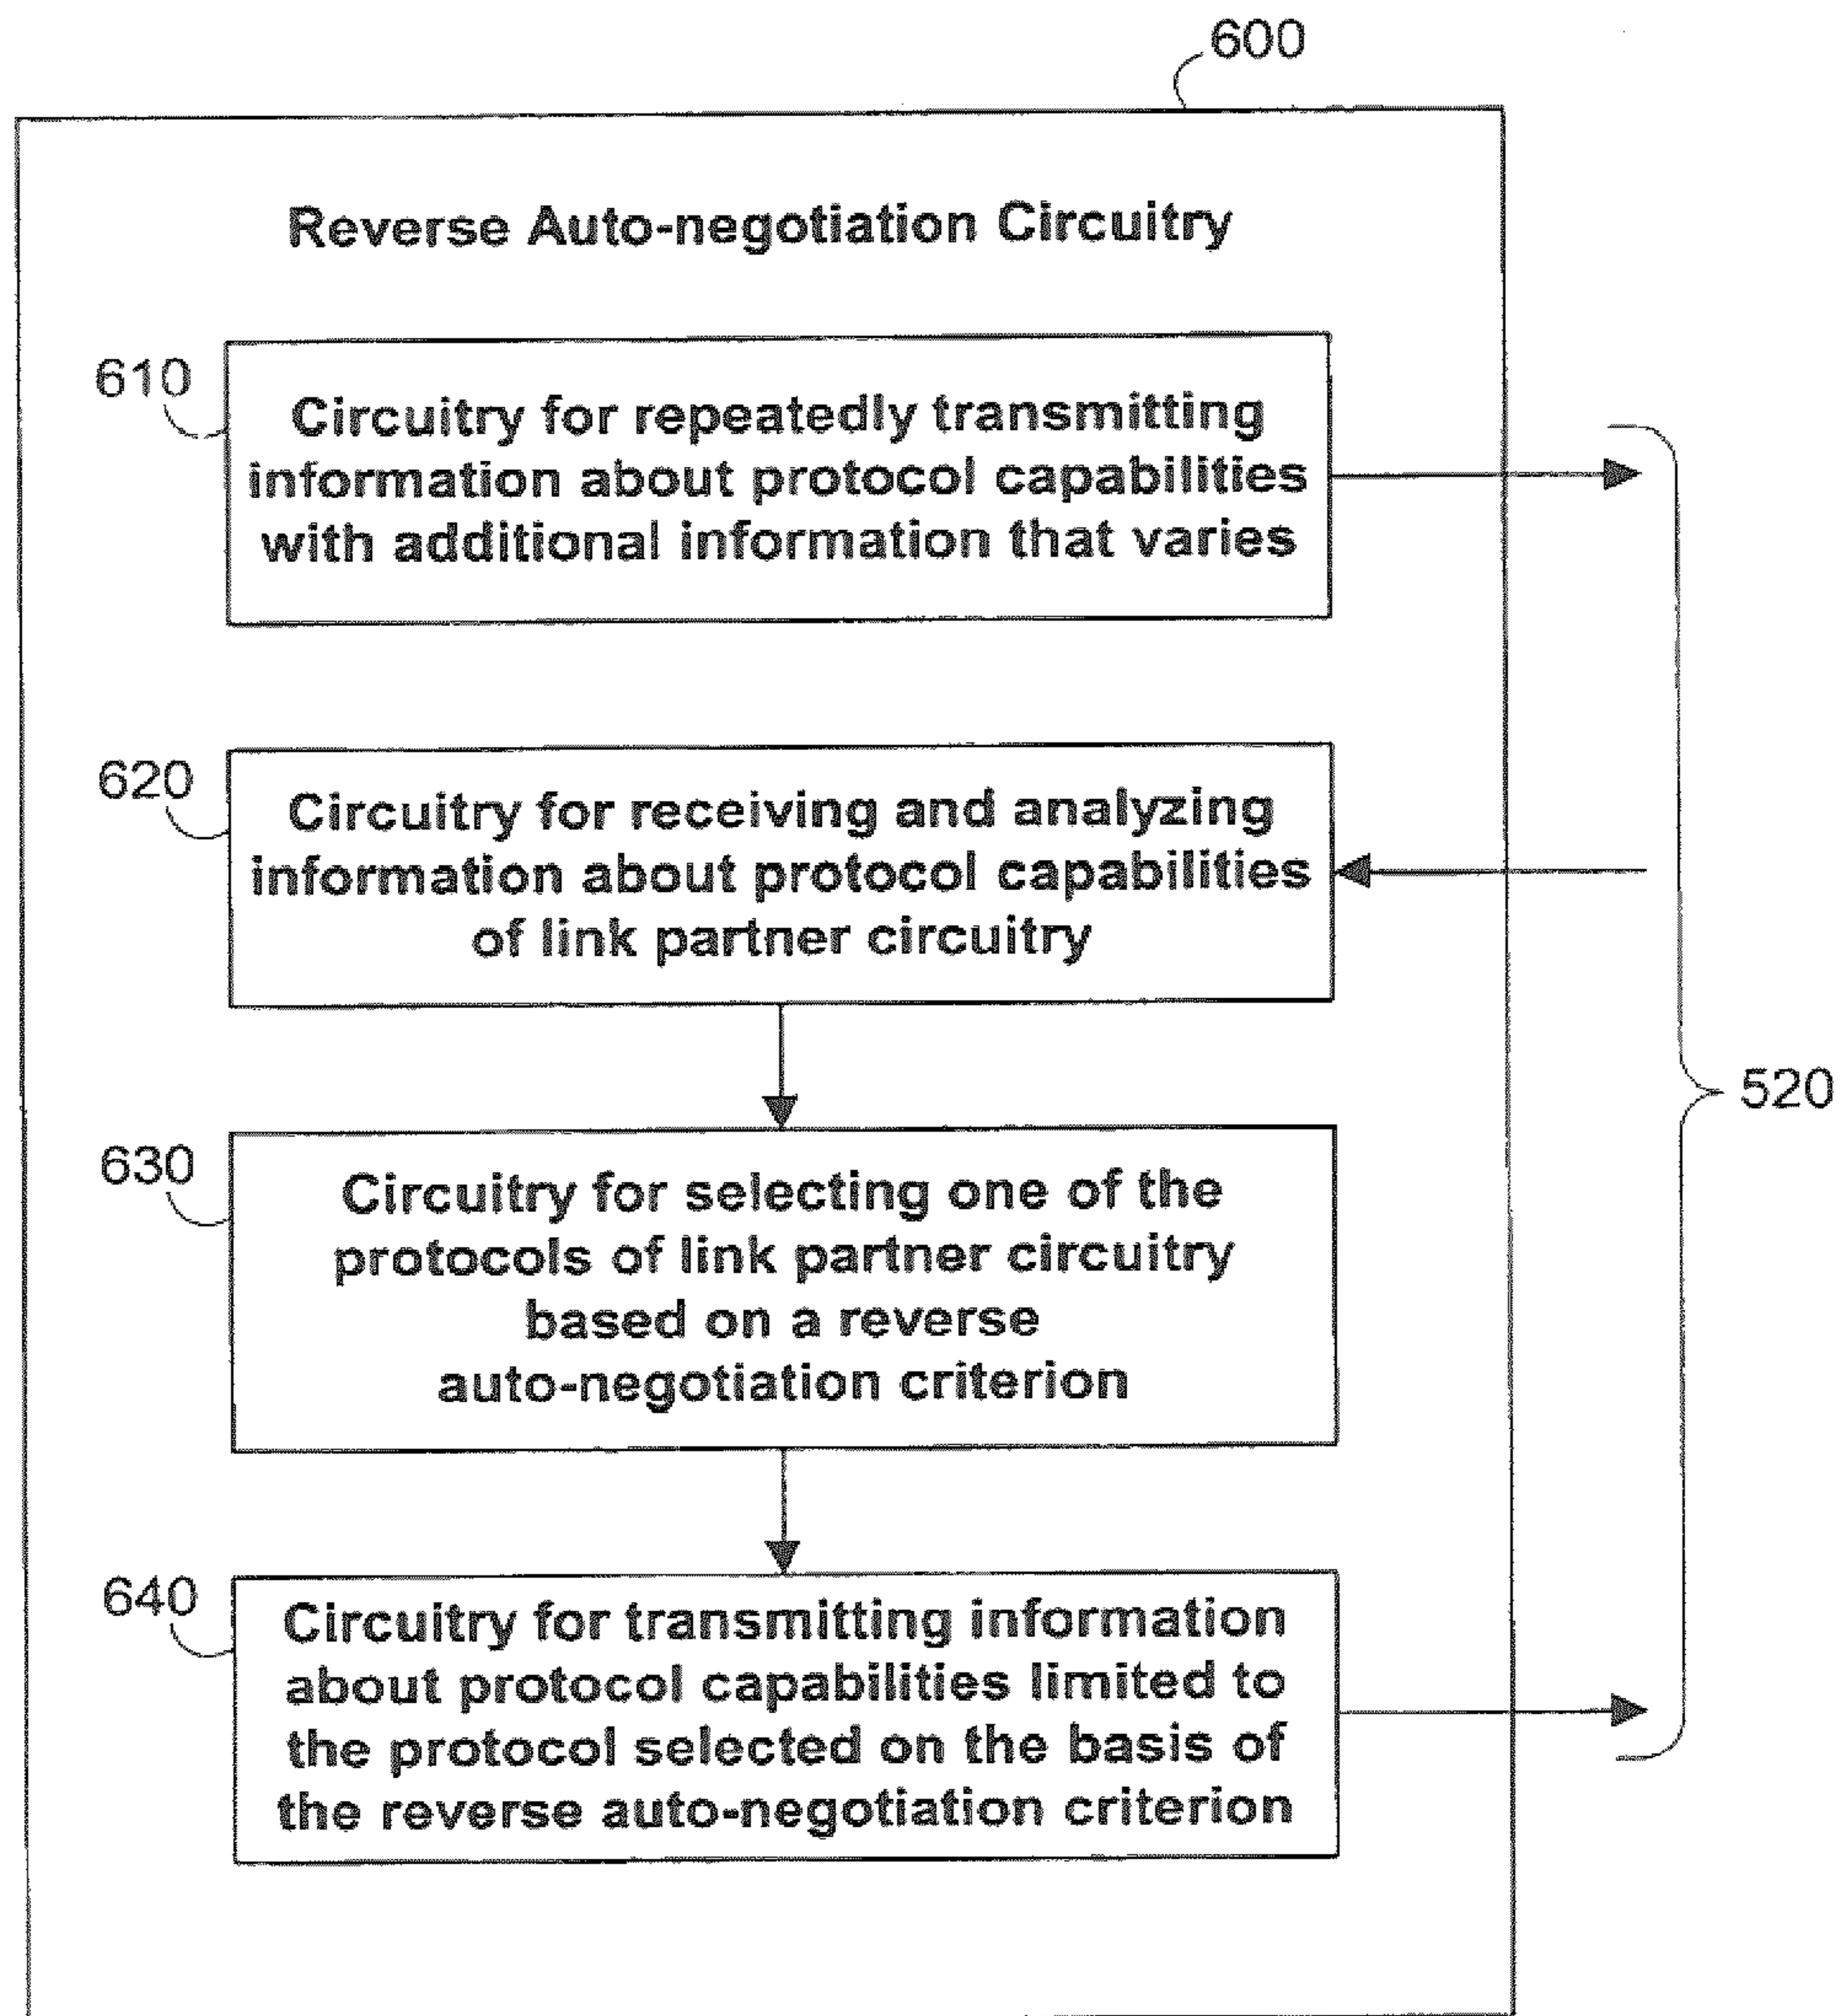 600
Reverse Auto-negotiation Circuitry
610
Circuitry for repeatedly transmitting
information about protocol capabilities
with additional information that varies
620
Circuitry for receiving and analyzing
information about protocol capabilities
of link partner circuitry
520
630
Circuitry for selecting one of the
protocols of link partner circuitry
based on a reverse
auto-negotiation criterion
640
Circuitry for transmitting information
about protocol capabilities limited to
the protocol selected on the basis of
the reverse auto-negotiation criterion